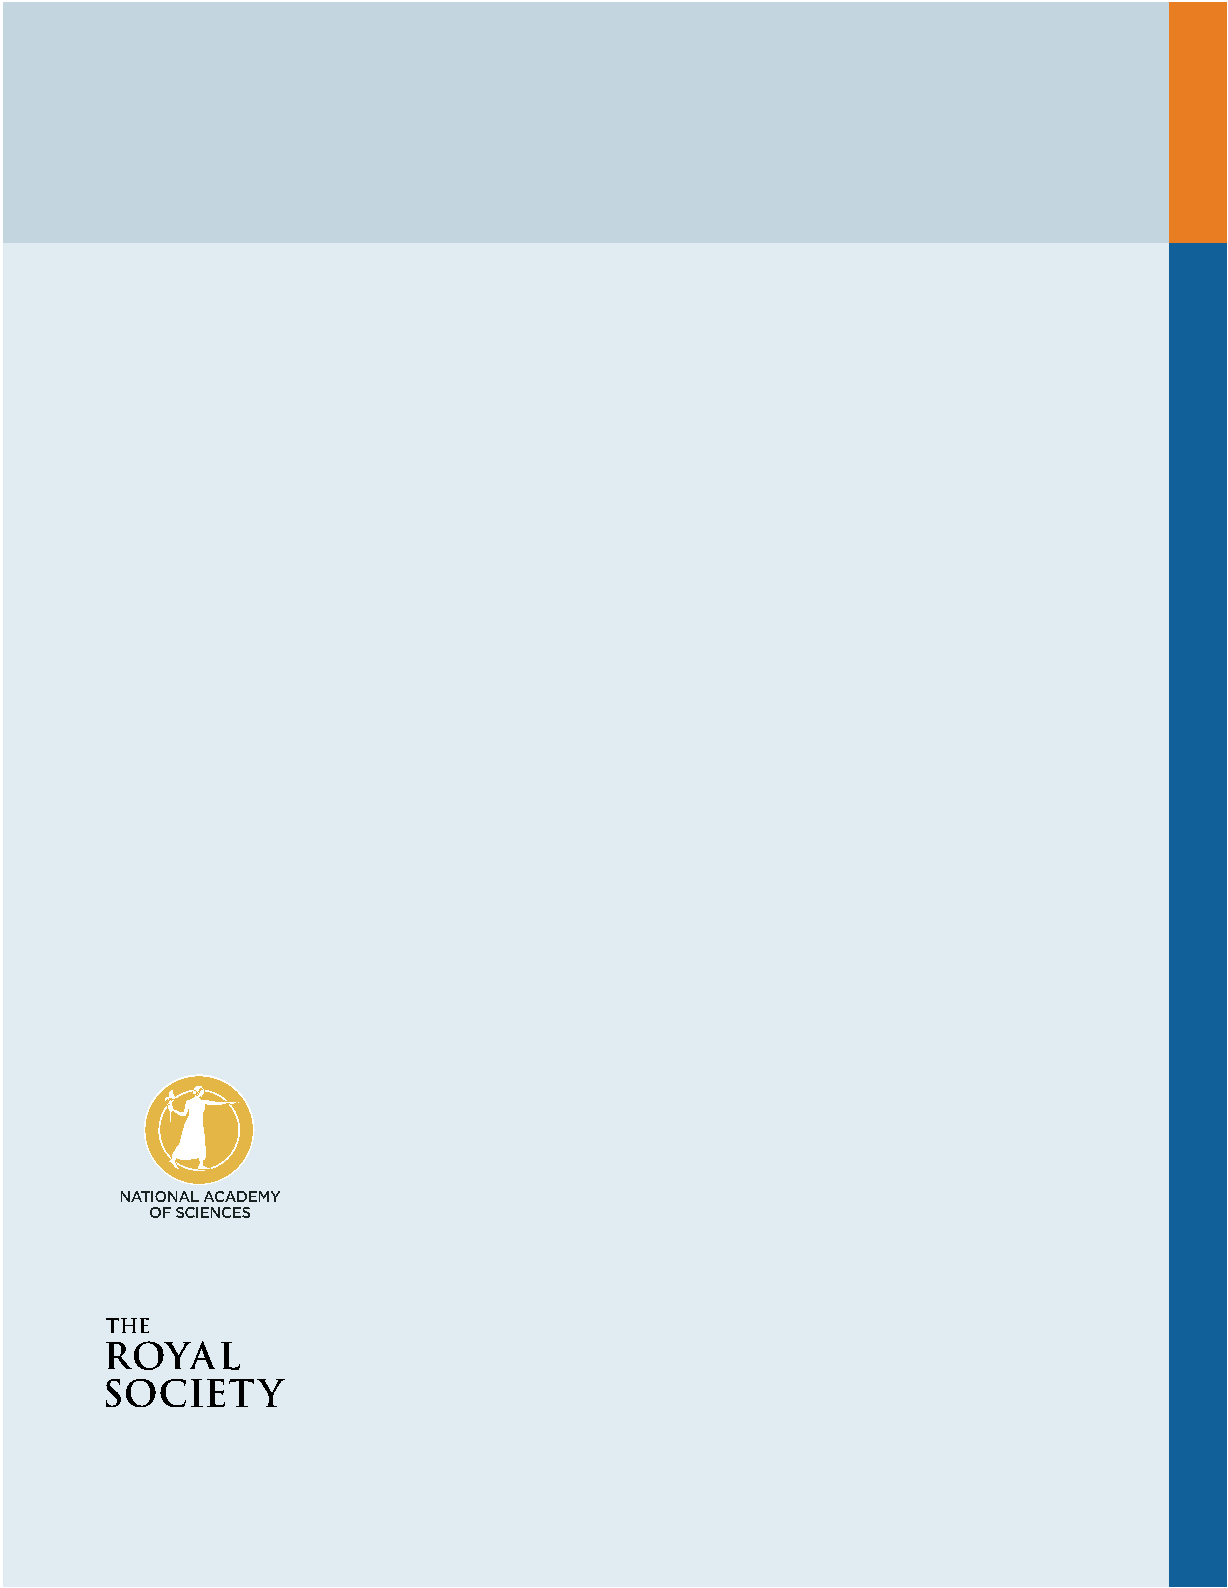 NATIONAL ACADEMY
OF SCIENCES
THE
ROYAL
SOCIETY